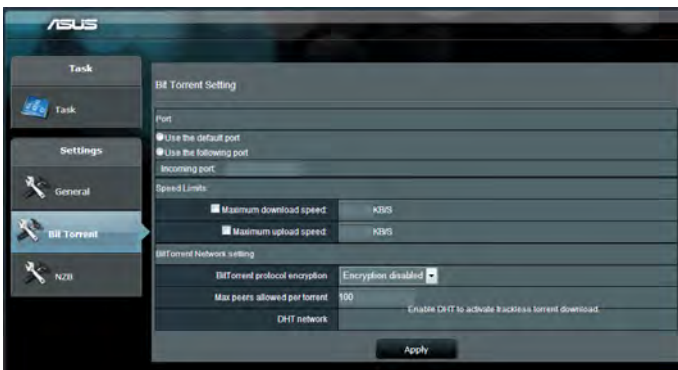 ASUS
Task
Task
Settings
General
Bit Torrent
NZB
Bit Torrent Setting
Port
Use the default port
Use the following port
Incoming port:
Speed Limits:
Maximum download speed: KB/S
Maximum upload speed: KB/S
BitTorrent Network setting
BitTorrent protocol encryption Encryption disabled
Max peers allowed per torrent 100
DHT network Enable DHT to activate trackless torrent download.
Apply